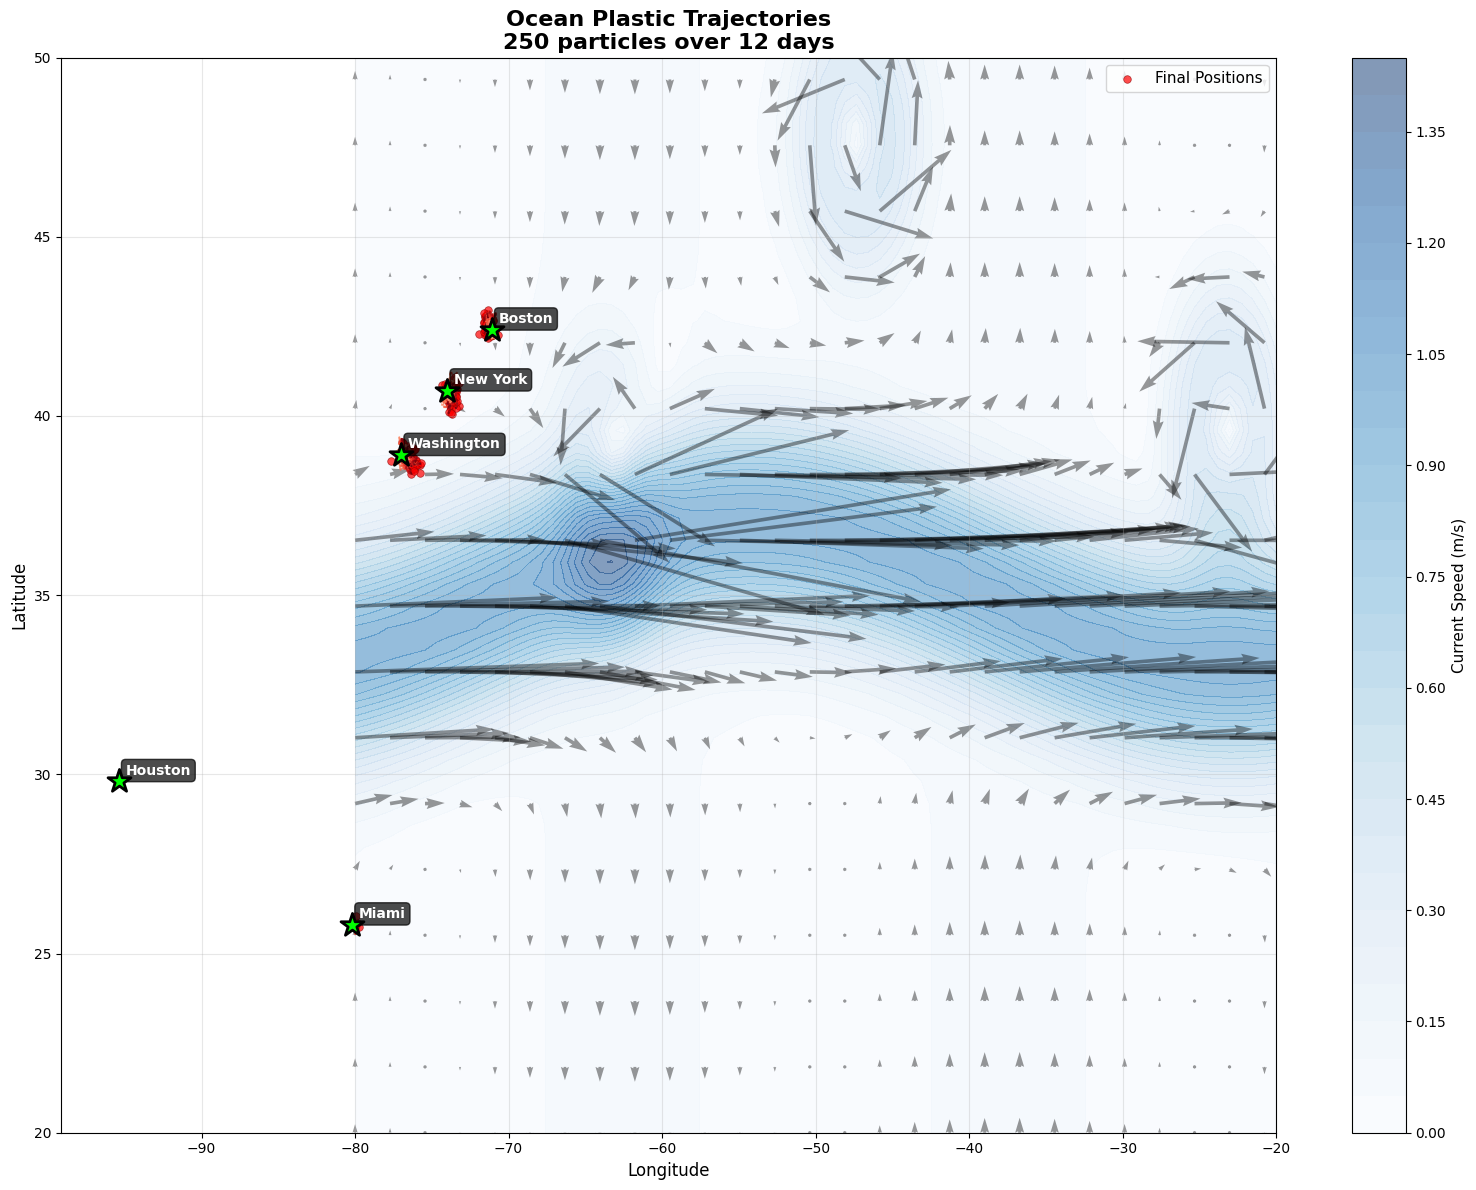 Ocean Plastic Trajectories
250 particles over 12 days
Final Positions
50
45
40
35
30
25
20
Latitude
Boston
New York
Washington
Houston
Miami
−90
−80
−70
−60
−50
−40
−30
−20
Longitude
1.35
1.20
1.05
0.90
0.75
0.60
0.45
0.30
0.15
0.00
Current Speed (m/s)